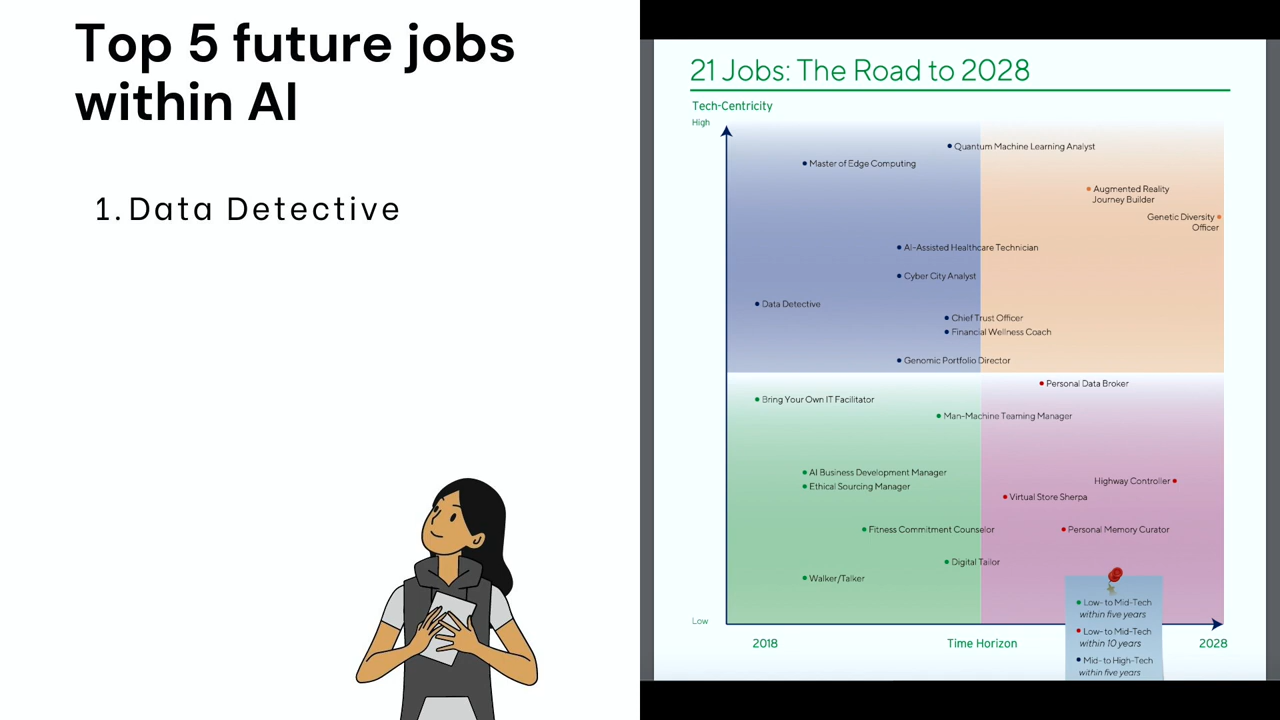 Top 5 future jobs
within AI
1. Data Detective
21 Jobs: The Road to 2028
Tech-Centricity
High
Quantum Machine Learning Analyst
Master of Edge Computing
Augmented Reality
Journey Builder
Genetic Diversity
Officer
AI-Assisted Healthcare Technician
Cyber City Analyst
Data Detective
Chief Trust Officer
Financial Wellness Coach
Genomic Portfolio Director
Personal Data Broker
Bring Your Own IT Facilitator
Man-Machine Teaming Manager
AI Business Development Manager
Highway Controller
Ethical Sourcing Manager
Virtual Store Sherpa
Fitness Commitment Counselor
Personal Memory Curator
Digital Tailor
Walker/Talker
Low- to Mid-Tech
within five years
Low
Low- to Mid-Tech
within 10 years
2018
Time Horizon
2028
Mid- to High-Tech
within five years